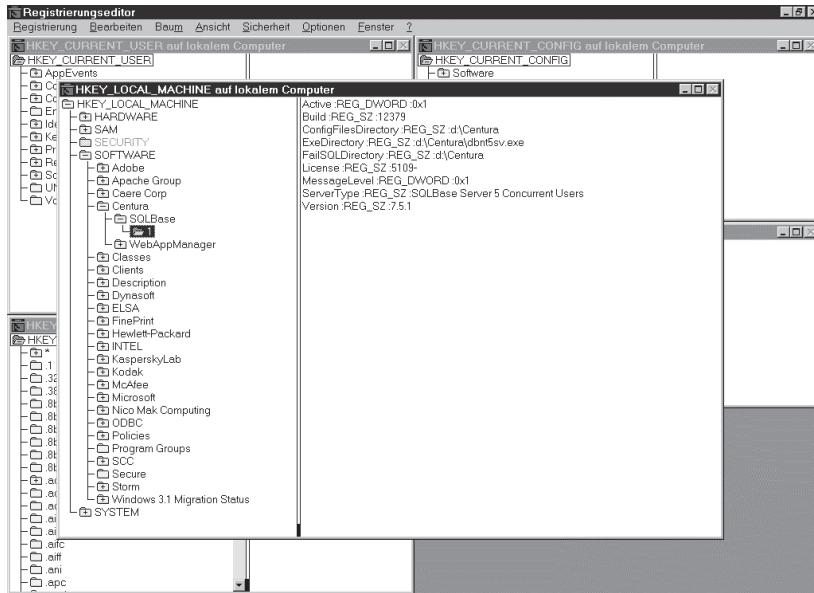 Registrierungseditor
Registrierung Bearbeiten Baum Ansicht Sicherheit Optionen Fenster ?
HKEY_CURRENT_USER auf lokalem Computer
HKEY_CURRENT_USER
AppEvents
HKEY_CURRENT_CONFIG auf lokalem Computer
HKEY_CURRENT_CONFIG
Software
HKEY_LOCAL_MACHINE auf lokalem Computer
HKEY_LOCAL_MACHINE
HARDWARE
SAM
SECURITY
SOFTWARE
Adobe
Apache Group
Caere Corp
Centura
SQLBase
1
WebAppManager
Classes
Clients
Description
Dynasoft
ELSA
FinePrint
Hewlett-Packard
INTEL
KasperskyLab
Kodak
McAfee
Microsoft
Nico Mak Computing
ODBC
Policies
Program Groups
SCC
Secure
Storm
Windows 3.1 Migration Status
SYSTEM
Active :REG_DWORD :0x1
Build :REG_SZ :12379
ConfigFilesDirectory :REG_SZ :d:\Centura
ExeDirectory :REG_SZ :d:\Centura\dbnt5sv.exe
FailSQLDirectory :REG_SZ :d:\Centura
License :REG_SZ :5109-
MessageLevel :REG_DWORD :0x1
ServerType :REG_SZ :SQLBase Server 5 Concurrent Users
Version :REG_SZ :7.5.1
HKEY
HKEY
*
.1
.aifc
.aiff
.ani
.apc